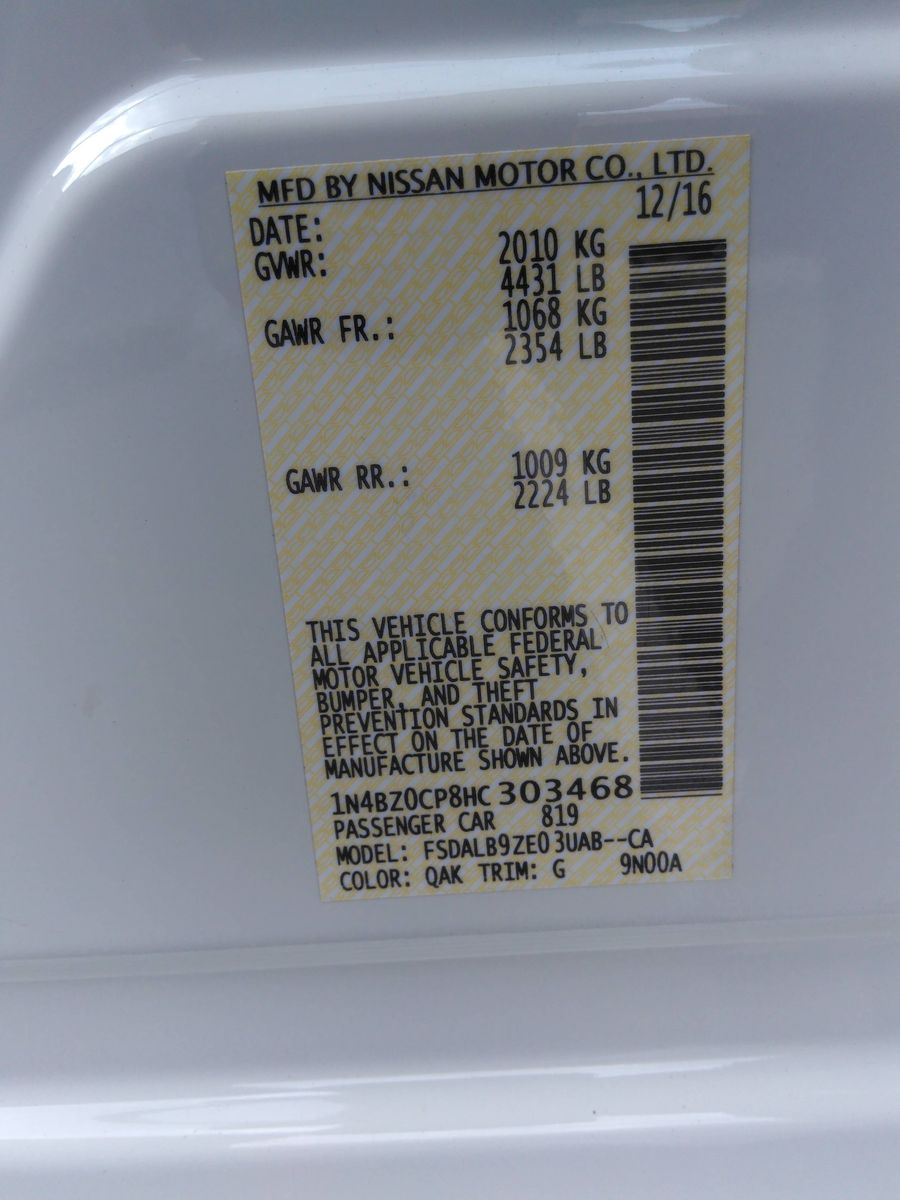 MFD BY NISSAN MOTOR CO., LTD.
DATE: 12/16
GVWR: 2010 KG
4431 LB
GAWR FR.: 1068 KG
2354 LB
GAWR RR.: 1009 KG
2224 LB
THIS VEHICLE CONFORMS TO
ALL APPLICABLE FEDERAL
MOTOR VEHICLE SAFETY,
BUMPER, AND THEFT
PREVENTION STANDARDS IN
EFFECT ON THE DATE OF
MANUFACTURE SHOWN ABOVE.
1N4BZ0CP8HC 303468
PASSENGER CAR 819
MODEL: FSDALB9ZE03UAB--CA
COLOR: QAK TRIM: G 9N00A